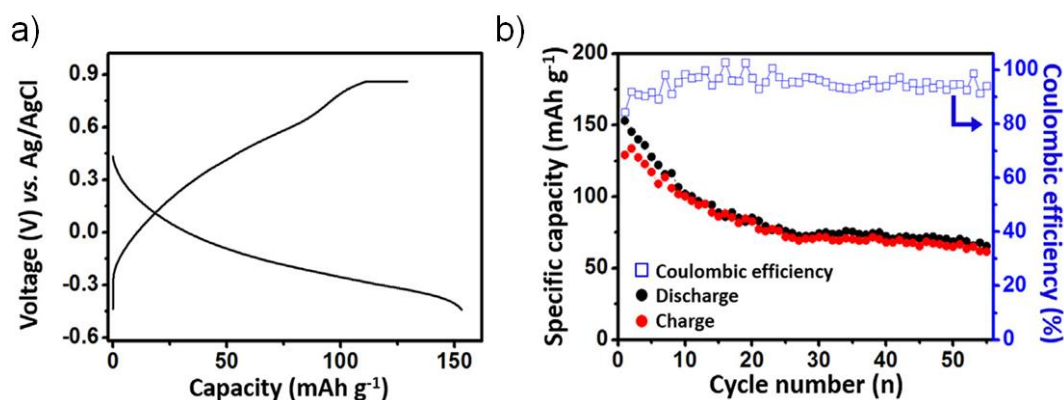 a)
Voltage (V) vs. Ag/AgCl
0.9
0.6
0.3
0.0
-0.3
-0.6
0
50
100
150
Capacity (mAh g⁻¹)
b)
Specific capacity (mAh g⁻¹)
200
150
100
50
0
Coulombic efficiency
Discharge
Charge
0
10
20
30
40
50
Cycle number (n)
100
80
60
40
20
0
Coulombic efficiency (%)